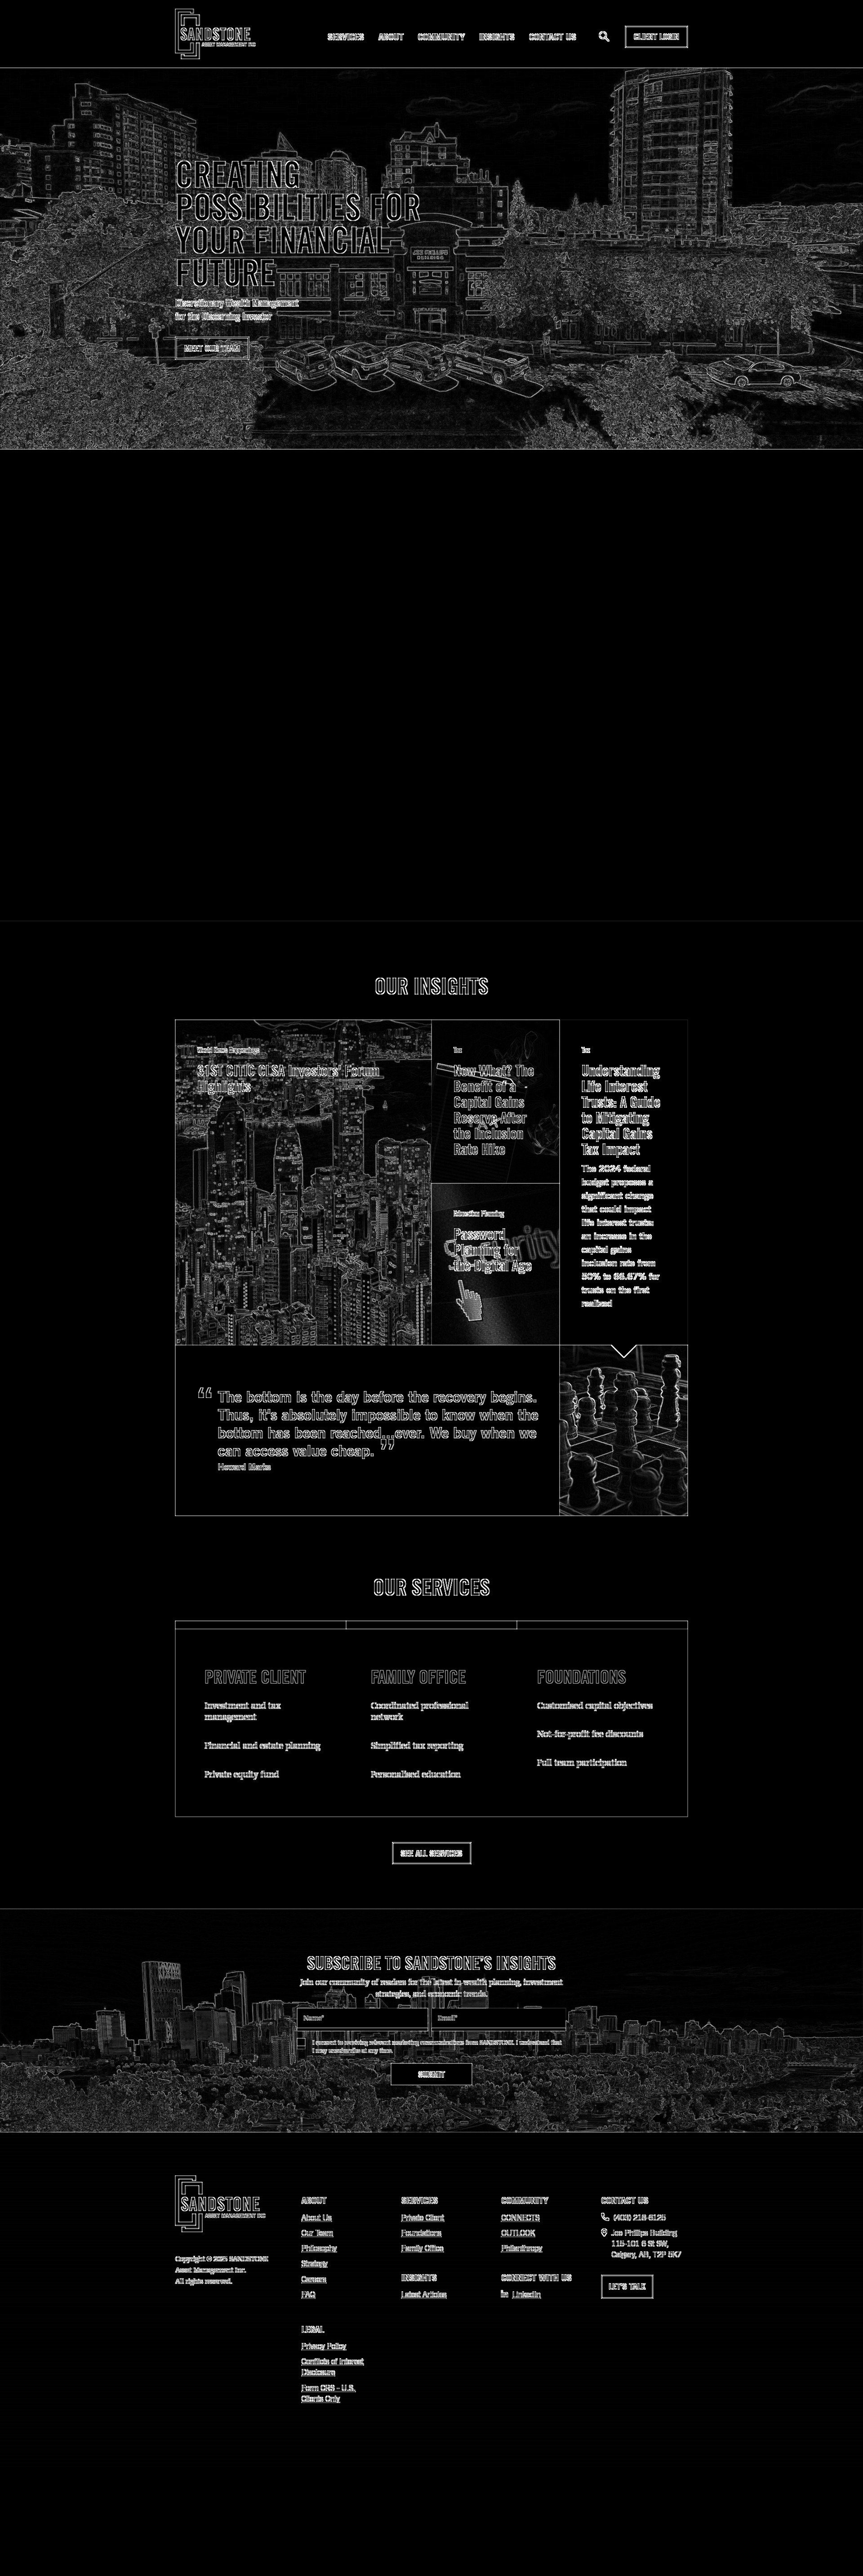 SANDSTONE
ASSET MANAGEMENT INC
SERVICES ABOUT COMMUNITY INSIGHTS CONTACT US CLIENT LOGIN
CREATING
POSSIBILITIES FOR
YOUR FINANCIAL
FUTURE
Discretionary Wealth Management
for the Discerning Investor
MEET OUR TEAM
JOE PHILLIPS
BUILDING
OUR INSIGHTS
World News Happenings
31ST CITIC CLSA Investors' Forum
Highlights
Tax
Now What? The
Benefit of a
Capital Gains
Reserve After
the Inclusion
Rate Hike
Education Planning
Password
Planning for
the Digital Age
Tax
Understanding
Life Interest
Trusts: A Guide
to Mitigating
Capital Gains
Tax Impact
The 2024 federal
budget proposes a
significant change
that could impact
life interest trusts:
an increase in the
capital gains
inclusion rate from
50% to 66.67% for
trusts on the first
realized
“ The bottom is the day before the recovery begins.
Thus, it's absolutely impossible to know when the
bottom has been reached...ever. We buy when we
can access value cheap. ”
Howard Marks
OUR SERVICES
PRIVATE CLIENT
Investment and tax
management
Financial and estate planning
Private equity fund
FAMILY OFFICE
Coordinated professional
network
Simplified tax reporting
Personalized education
FOUNDATIONS
Customized capital objectives
Not-for-profit fee discounts
Full team participation
SEE ALL SERVICES
SUBSCRIBE TO SANDSTONE'S INSIGHTS
Join our community of readers for the latest in wealth planning, investment
strategies, and economic trends.
Name*
Email*
I consent to receiving relevant marketing communications from SANDSTONE. I understand that
I may unsubscribe at any time.
SUBMIT
SANDSTONE
ASSET MANAGEMENT INC
Copyright © 2025 SANDSTONE
Asset Management Inc.
All rights reserved.
ABOUT
About Us
Our Team
Philosophy
Strategy
Careers
FAQ
LEGAL
Privacy Policy
Conflicts of Interest
Disclosure
Form CRS - U.S.
Clients Only
SERVICES
Private Client
Foundations
Family Office
INSIGHTS
Latest Articles
COMMUNITY
CONNECTS
OUTLOOK
Philanthropy
CONNECT WITH US
in LinkedIn
CONTACT US
(403) 218-6125
Joe Phillips Building
115-101 6 St SW,
Calgary, AB, T2P 5K7
LET'S TALK